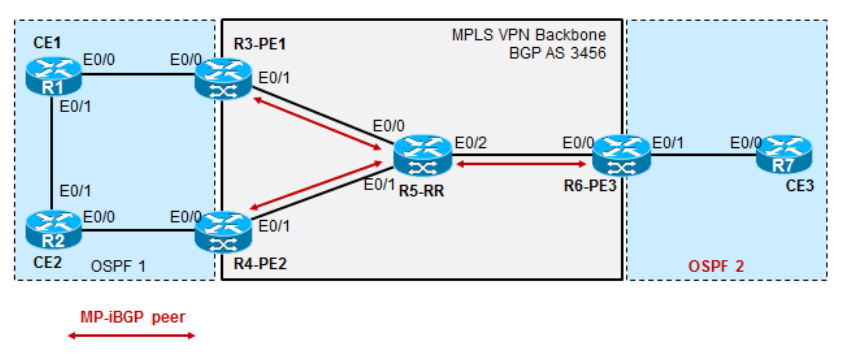 CE1
R3-PE1
MPLS VPN Backbone
BGP AS 3456
E0/0
E0/0
R1
E0/1
E0/1
E0/0
E0/2
E0/0
E0/1
E0/0
R7
CE3
E0/1
R5-RR
R6-PE3
E0/1
E0/0
E0/0
R2
E0/1
CE2
OSPF 1
R4-PE2
OSPF 2
MP-iBGP peer